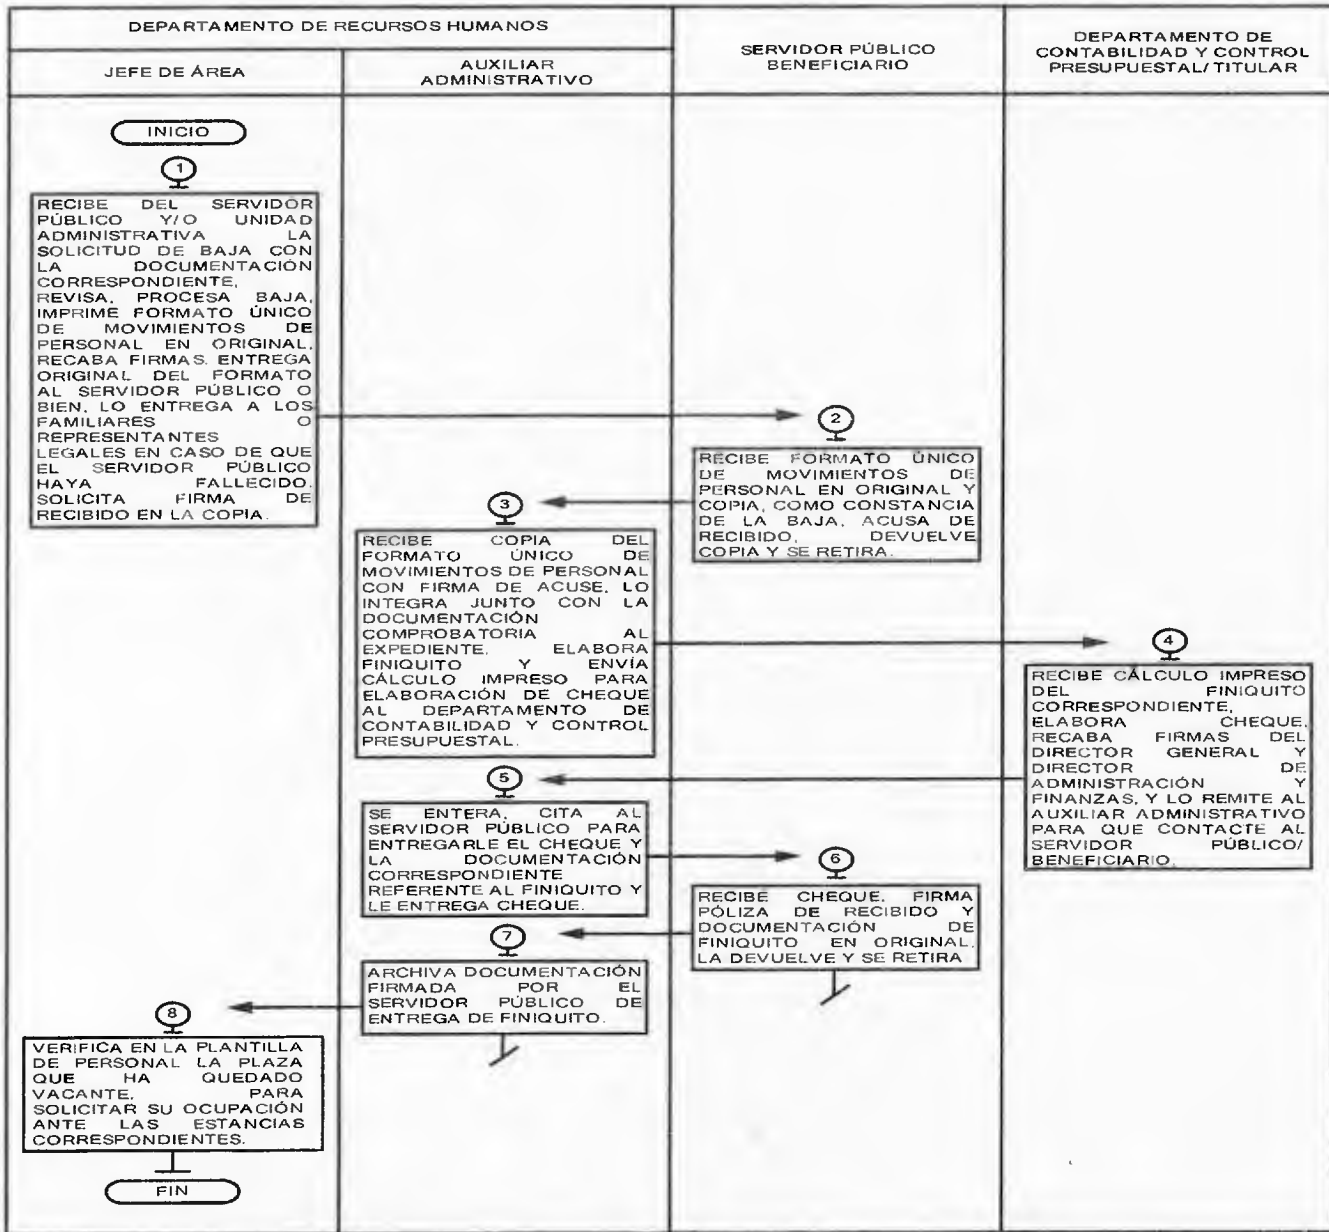 DEPARTAMENTO DE RECURSOS HUMANOS
JEFE DE ÁREA
AUXILIAR
ADMINISTRATIVO
SERVIDOR PÚBLICO
BENEFICIARIO
DEPARTAMENTO DE
CONTABILIDAD Y CONTROL
PRESUPUESTAL/ TITULAR
INICIO
1
RECIBE DEL SERVIDOR
PÚBLICO Y/O UNIDAD
ADMINISTRATIVA LA
SOLICITUD DE BAJA CON
LA DOCUMENTACIÓN
CORRESPONDIENTE,
REVISA, PROCESA BAJA,
IMPRIME FORMATO ÚNICO
DE MOVIMIENTOS DE
PERSONAL EN ORIGINAL,
RECABA FIRMAS. ENTREGA
ORIGINAL DEL FORMATO
AL SERVIDOR PÚBLICO O
BIEN, LO ENTREGA A LOS
FAMILIARES O
REPRESENTANTES
LEGALES EN CASO DE QUE
EL SERVIDOR PÚBLICO
HAYA FALLECIDO.
SOLICITA FIRMA DE
RECIBIDO EN LA COPIA.
2
RECIBE FORMATO ÚNICO
DE MOVIMIENTOS DE
PERSONAL EN ORIGINAL Y
COPIA, COMO CONSTANCIA
DE LA BAJA, ACUSA DE
RECIBIDO, DEVUELVE
COPIA Y SE RETIRA.
3
RECIBE COPIA DEL
FORMATO ÚNICO DE
MOVIMIENTOS DE PERSONAL
CON FIRMA DE ACUSE, LO
INTEGRA JUNTO CON LA
DOCUMENTACIÓN
COMPROBATORIA AL
EXPEDIENTE, ELABORA
FINIQUITO Y ENVÍA
CÁLCULO IMPRESO PARA
ELABORACIÓN DE CHEQUE
AL DEPARTAMENTO DE
CONTABILIDAD Y CONTROL
PRESUPUESTAL.
4
RECIBE CÁLCULO IMPRESO
DEL FINIQUITO
CORRESPONDIENTE,
ELABORA CHEQUE,
RECABA FIRMAS DEL
DIRECTOR GENERAL Y
DIRECTOR DE
ADMINISTRACIÓN Y
FINANZAS, Y LO REMITE AL
AUXILIAR ADMINISTRATIVO
PARA QUE CONTACTE AL
SERVIDOR PÚBLICO/
BENEFICIARIO.
5
SE ENTERA, CITA AL
SERVIDOR PÚBLICO PARA
ENTREGARLE EL CHEQUE Y
LA DOCUMENTACIÓN
CORRESPONDIENTE
REFERENTE AL FINIQUITO Y
LE ENTREGA CHEQUE.
6
RECIBE CHEQUE, FIRMA
PÓLIZA DE RECIBIDO Y
DOCUMENTACIÓN DE
FINIQUITO EN ORIGINAL,
LA DEVUELVE Y SE RETIRA
7
ARCHIVA DOCUMENTACIÓN
FIRMADA POR EL
SERVIDOR PÚBLICO DE
ENTREGA DE FINIQUITO.
8
VERIFICA EN LA PLANTILLA
DE PERSONAL LA PLAZA
QUE HA QUEDADO
VACANTE, PARA
SOLICITAR SU OCUPACIÓN
ANTE LAS ESTANCIAS
CORRESPONDIENTES.
FIN